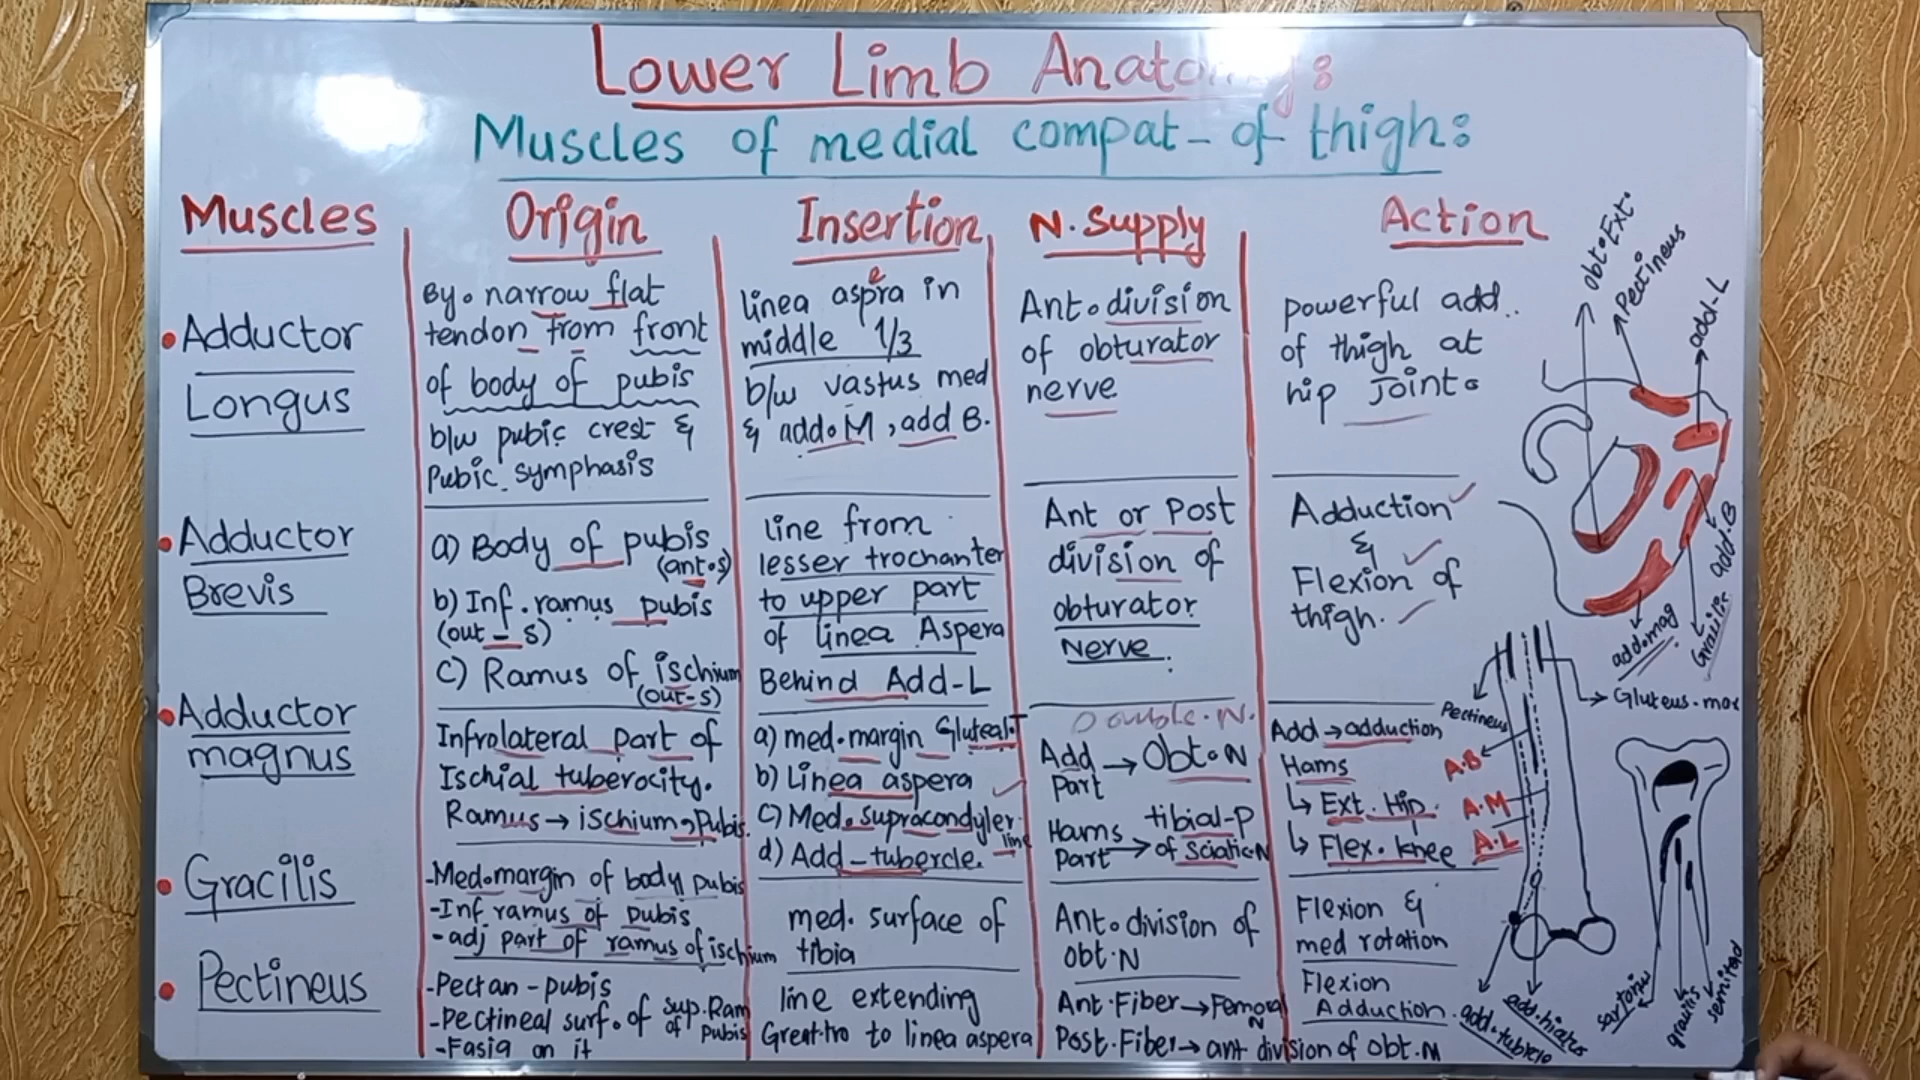 Lower Limb Anatomy:
Muscles of medial compat- of thigh:
Muscles
Origin
Insertion
N. Supply
Action
• Adductor
Longus
By. narrow flat
tendon from front
of body of pubis
b/w pubic crest &
Pubic symphasis
linea aspra in
e
middle 1/3
b/w vastus med
& add. M, add B.
Ant. division
of obturator
nerve
powerful add..
of thigh at
hip Joint.
• Adductor
Brevis
a) Body of pubis
(ant.s)
b) Inf. ramus pubis
(out-s)
c) Ramus of ischium
(out-s)
line from
lesser trochanter
to upper part
of linea Aspera
Behind Add-L
Ant or Post
division of
obturator
Nerve.
Adduction ✓
& ✓
Flexion of
thigh. ✓
• Adductor
magnus
Infrolateral part of
Ischial tuberocity.
Ramus → ischium, Pubis.
a) med. margin Gluteal.T
b) Linea aspera ✓
c) Med. supracondyler
line
d) Add-tubercle.
Double. N.
Add → Obt. N
Part
Hams → tibial-P
Part of Sciatic N
Add → adduction
Hams
↳ Ext. Hip.
↳ Flex. knee
• Gracilis
-Med. margin of body pubis
-Inf ramus of pubis
-adj part of ramus of ischium
med. surface of
tibia
Ant. division of
obt. N
Flexion &
med rotation
• Pectineus
-Pectan-pubis
-Pectineal surf. of sup. Ram
of Pubis
-Fasia on it
line extending
Great.tro to linea aspera
Ant. Fiber → Femoral
N
Post. Fiber → ant division of obt. N
Flexion
Adduction.
obt. Ext.
Pectineus
add-L
add. B
add. mag
Gracilis
Pectineus
Gluteus. max
A.B
A.M
A.L
add. tubrcle
add. hiatus
sartoius
gracilis
semitend